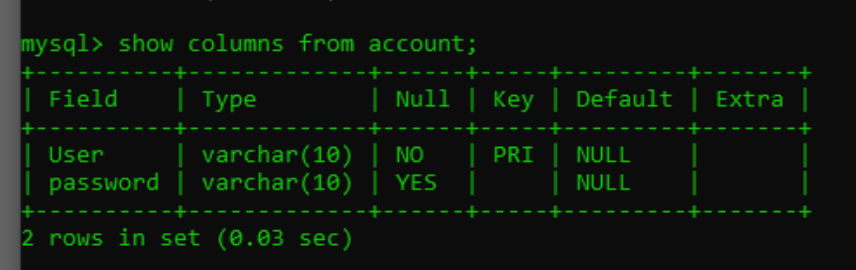 mysql> show columns from account;
+----------+-------------+------+-----+---------+-------+
| Field    | Type        | Null | Key | Default | Extra |
+----------+-------------+------+-----+---------+-------+
| User     | varchar(10) | NO   | PRI | NULL    |       |
| password | varchar(10) | YES  |     | NULL    |       |
+----------+-------------+------+-----+---------+-------+
2 rows in set (0.03 sec)